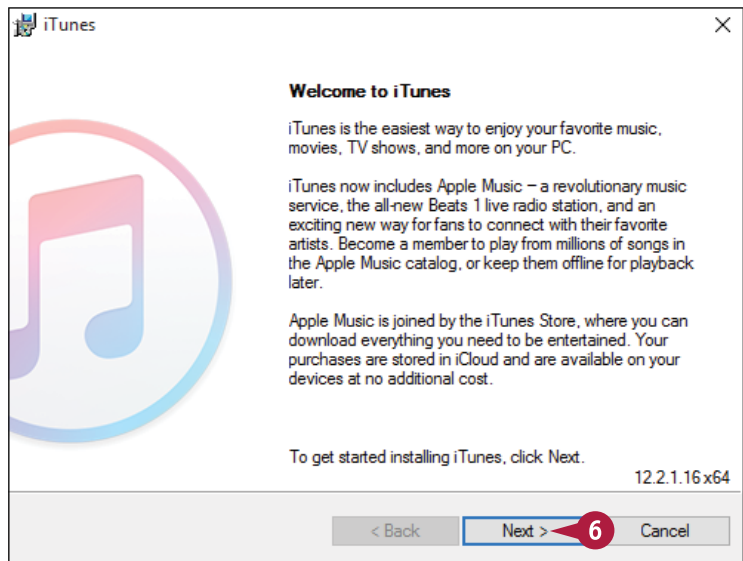 iTunes
Welcome to iTunes
iTunes is the easiest way to enjoy your favorite music,
movies, TV shows, and more on your PC.
iTunes now includes Apple Music – a revolutionary music
service, the all-new Beats 1 live radio station, and an
exciting new way for fans to connect with their favorite
artists. Become a member to play from millions of songs in
the Apple Music catalog, or keep them offline for playback
later.
Apple Music is joined by the iTunes Store, where you can
download everything you need to be entertained. Your
purchases are stored in iCloud and are available on your
devices at no additional cost.
To get started installing iTunes, click Next.
12.2.1.16 x64
< Back Next > 6 Cancel